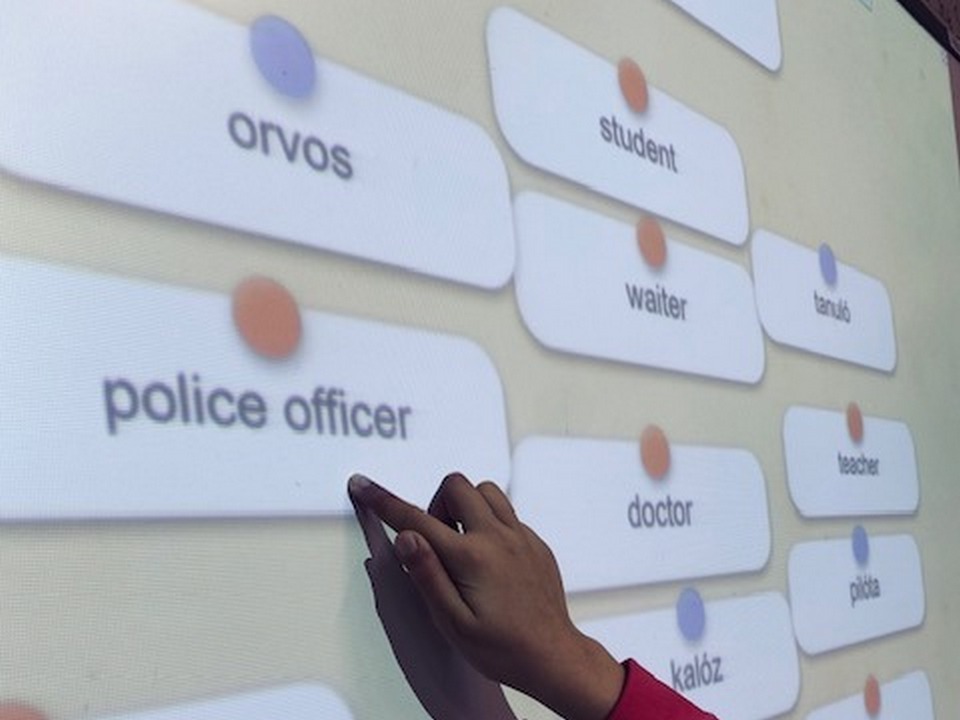 orvos
student
waiter
tanuló
police officer
doctor
teacher
pilóta
kalóz